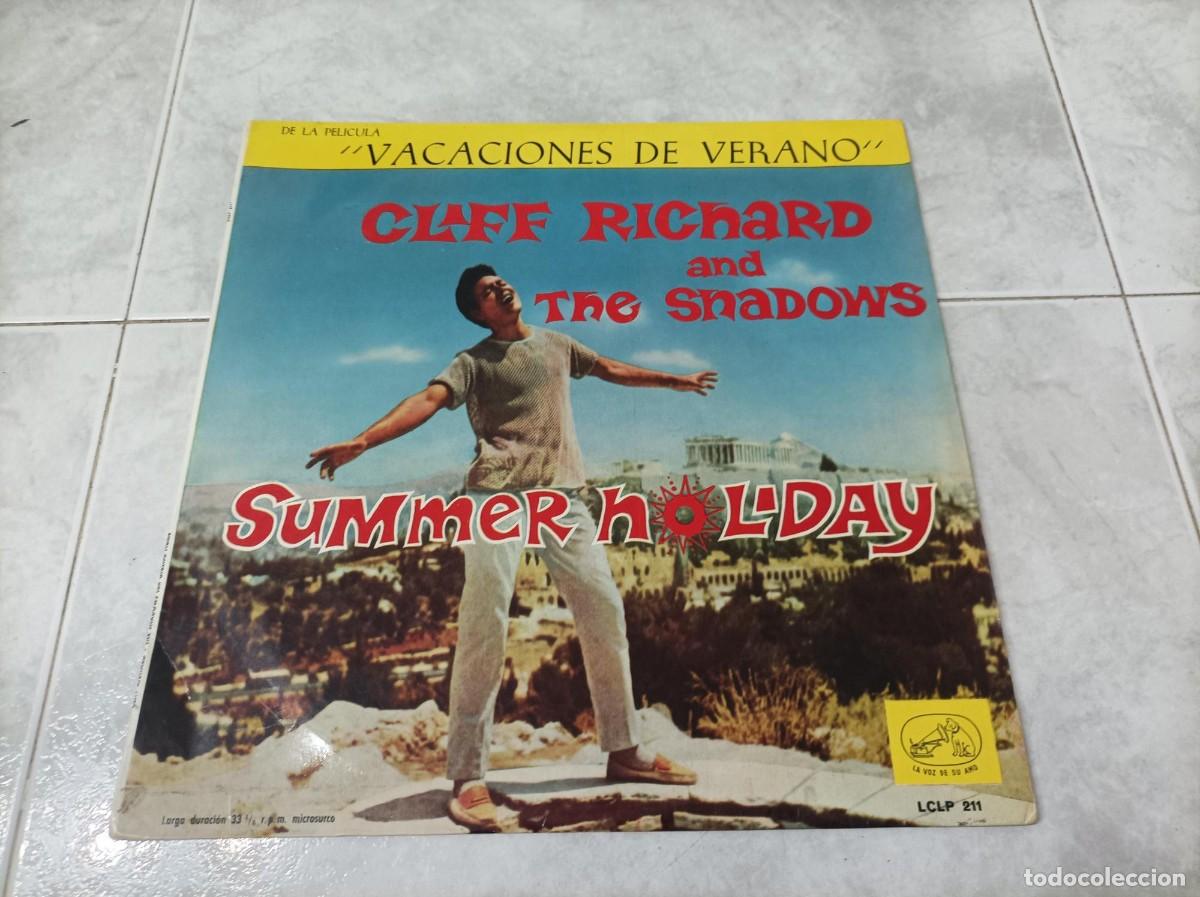 DE LA PELICULA
"VACACIONES DE VERANO"
CLIFF RICHARD
and
THE SHADOWS
SUMMER HOLIDAY
LA VOZ DE SU AMO
LCLP 211
Larga duración 33 1/3 r.p.m. microsurco
todocoleccion